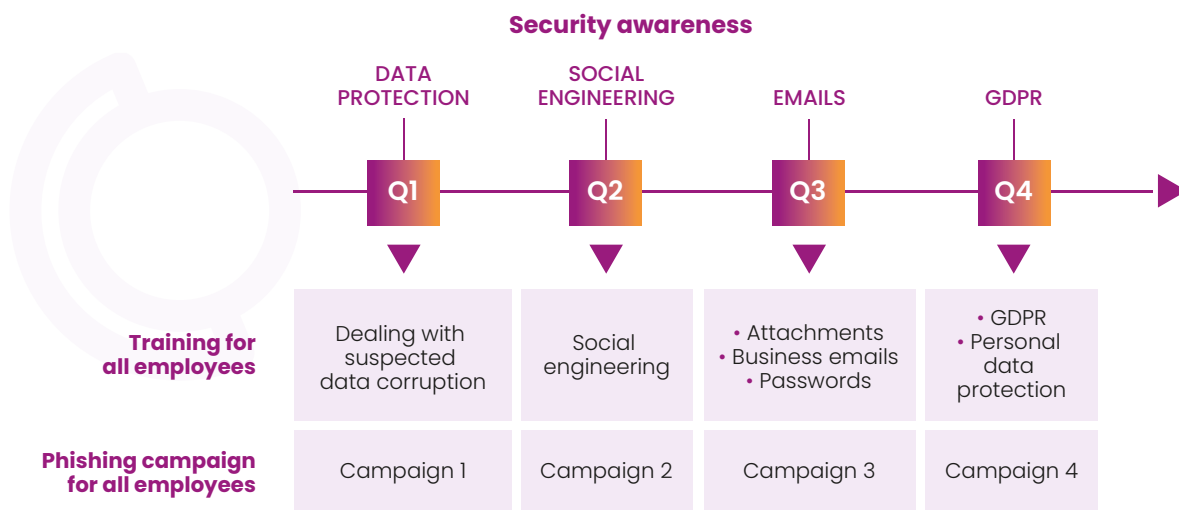 Security awareness
DATA
PROTECTION
SOCIAL
ENGINEERING
EMAILS
GDPR
Q1
Q2
Q3
Q4
Training for
all employees
Dealing with
suspected
data corruption
Social
engineering
• Attachments
• Business emails
• Passwords
• GDPR
• Personal
data
protection
Phishing campaign
for all employees
Campaign 1
Campaign 2
Campaign 3
Campaign 4